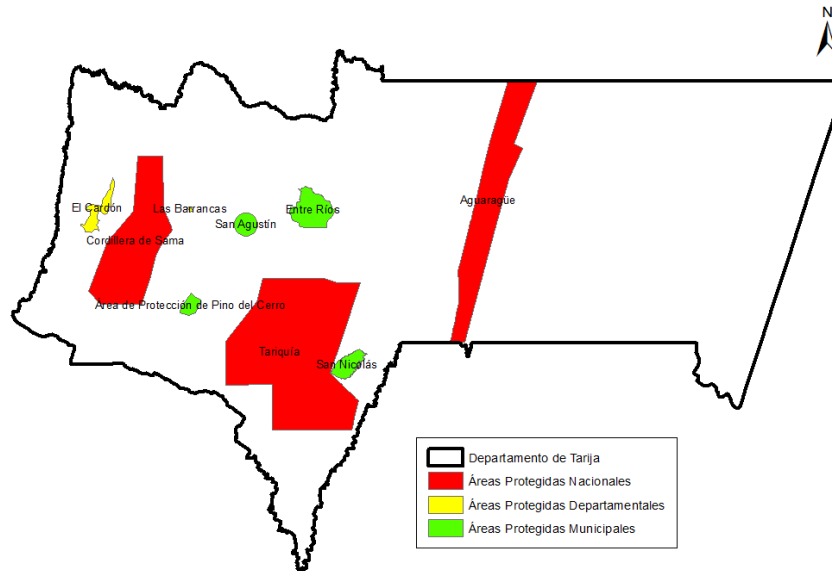 N
El Cardón
Las Barrancas
Entre Ríos
Aguaragüe
San Agustín
Cordillera de Sama
Area de Protección de Pino del Cerro
Tariquía
San Nicolás
Departamento de Tarija
Áreas Protegidas Nacionales
Áreas Protegidas Departamentales
Áreas Protegidas Municipales